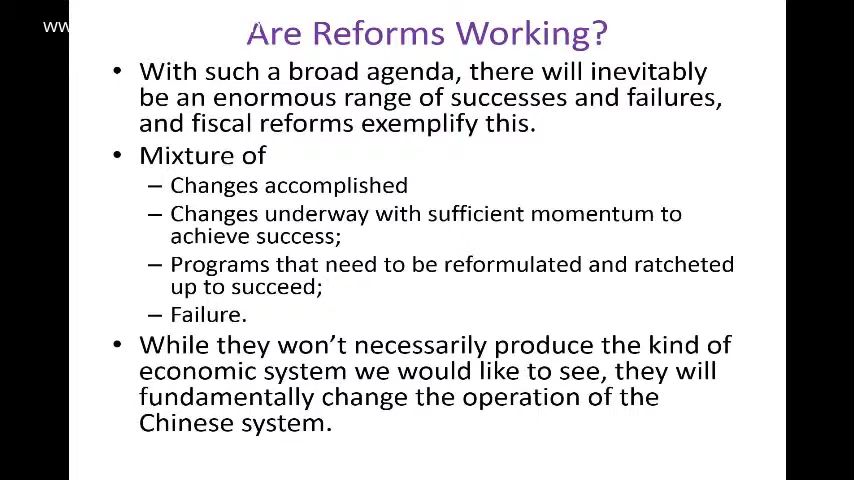 ww
Are Reforms Working?
• With such a broad agenda, there will inevitably
be an enormous range of successes and failures,
and fiscal reforms exemplify this.
• Mixture of
– Changes accomplished
– Changes underway with sufficient momentum to
achieve success;
– Programs that need to be reformulated and ratcheted
up to succeed;
– Failure.
• While they won't necessarily produce the kind of
economic system we would like to see, they will
fundamentally change the operation of the
Chinese system.